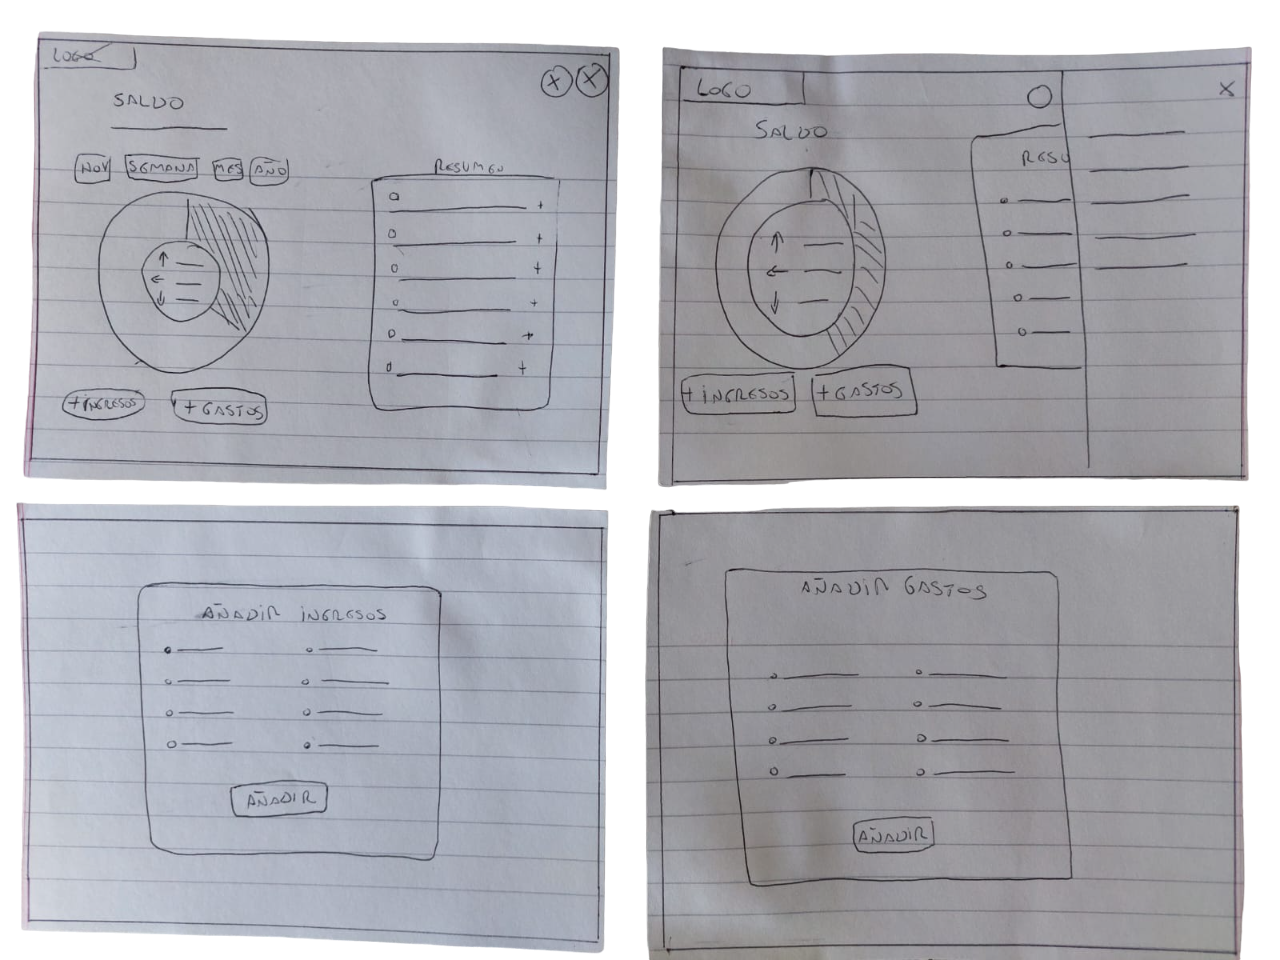 LOGO
X X
SALDO
HOY SEMANA MES AÑO
RESUMEN
+
+
+
+
+
+
+ INGRESOS + GASTOS
LOGO
X
SALDO
RESU
+ INGRESOS + GASTOS
AÑADIR INGRESOS
AÑADIR
AÑADIR GASTOS
AÑADIR